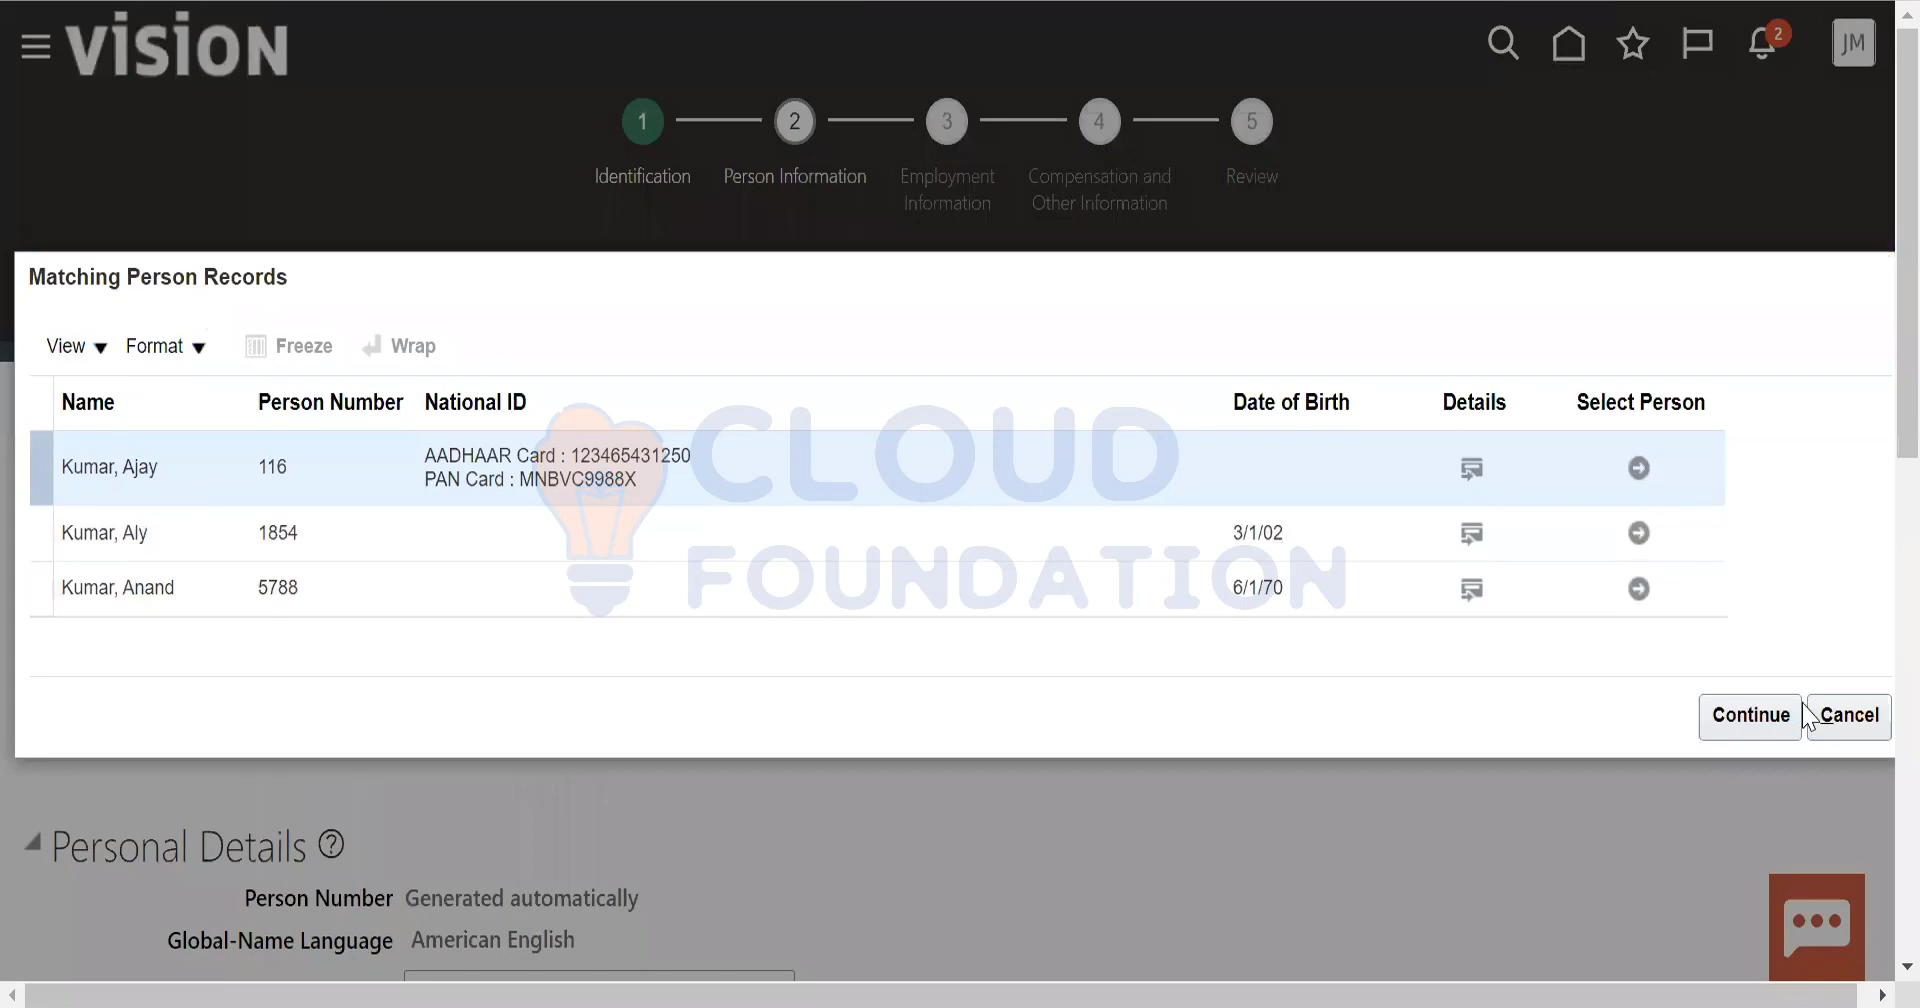 vision
2
JM
1 2 3 4 5
Identification Person Information Employment Information Compensation and Other Information Review
Matching Person Records
View Format Freeze Wrap
Name Person Number National ID Date of Birth Details Select Person
Kumar, Ajay 116 AADHAAR Card : 123465431250
PAN Card : MNBVC9988X
Kumar, Aly 1854 3/1/02
Kumar, Anand 5788 6/1/70
CLOUD
FOUNDATION
Continue Cancel
Personal Details ?
Person Number Generated automatically
Global-Name Language American English